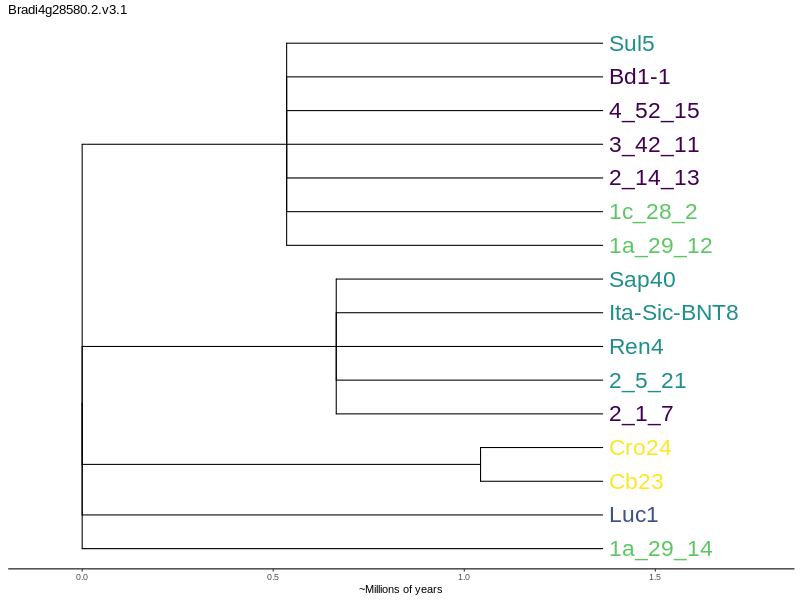 Bradi4g28580.2.v3.1
Sul5
Bd1-1
4_52_15
3_42_11
2_14_13
1c_28_2
1a_29_12
Sap40
Ita-Sic-BNT8
Ren4
2_5_21
2_1_7
Cro24
Cb23
Luc1
1a_29_14
0.0 0.5 1.0 1.5
~Millions of years